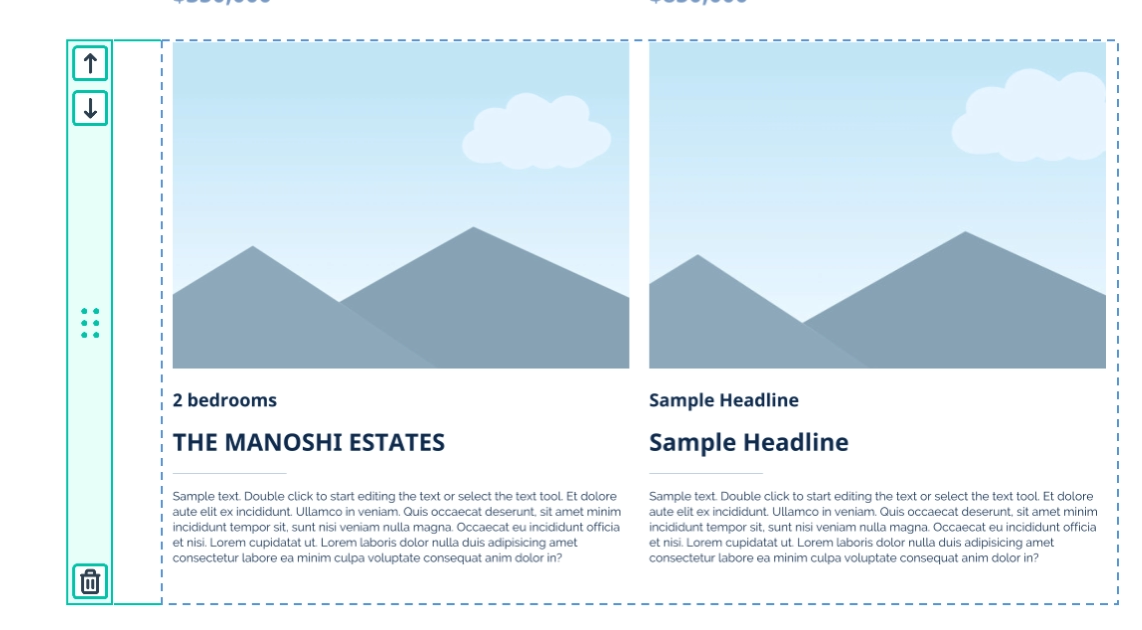 2 bedrooms
THE MANOSHI ESTATES
Sample text. Double click to start editing the text or select the text tool. Et dolore
aute elit ex incididunt. Ullamco in veniam. Quis occaecat deserunt, sit amet minim
incididunt tempor sit, sunt nisi veniam nulla magna. Occaecat eu incididunt officia
et nisi. Lorem cupidatat ut. Lorem laboris dolor nulla duis adipisicing amet
consectetur labore ea minim culpa voluptate consequat anim dolor in?
Sample Headline
Sample Headline
Sample text. Double click to start editing the text or select the text tool. Et dolore
aute elit ex incididunt. Ullamco in veniam. Quis occaecat deserunt, sit amet minim
incididunt tempor sit, sunt nisi veniam nulla magna. Occaecat eu incididunt officia
et nisi. Lorem cupidatat ut. Lorem laboris dolor nulla duis adipisicing amet
consectetur labore ea minim culpa voluptate consequat anim dolor in?